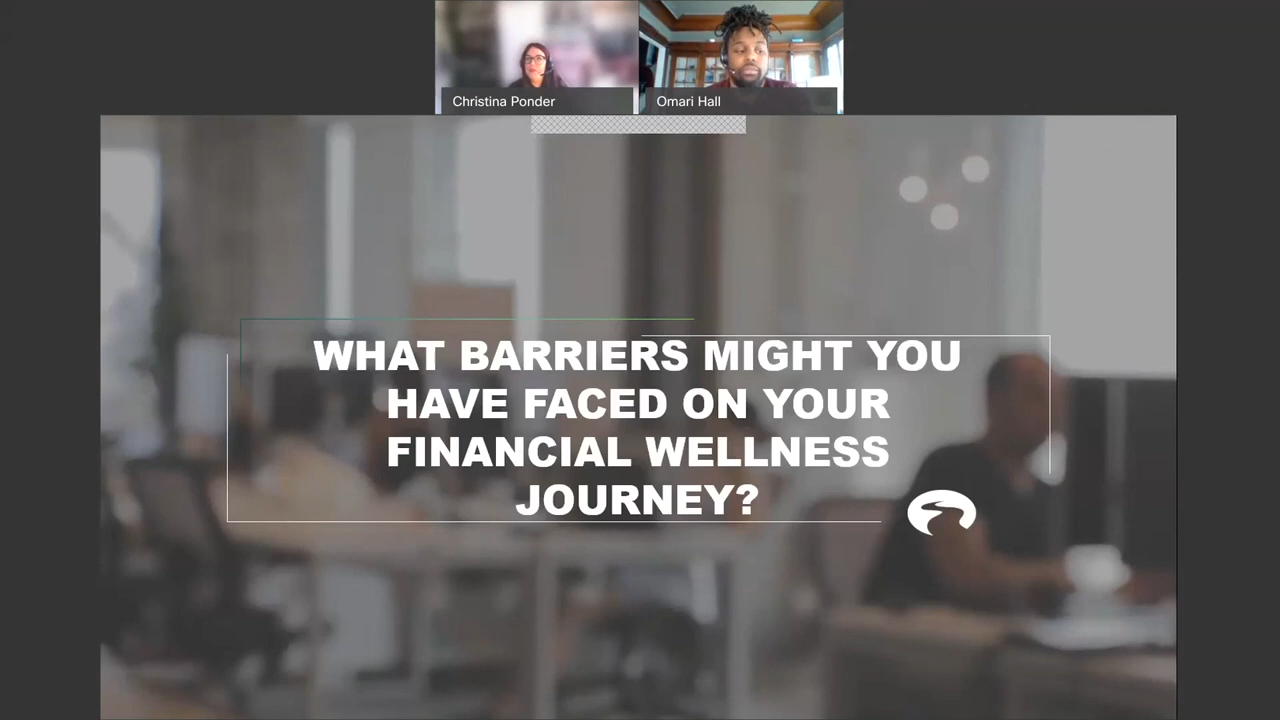 Christina Ponder
Omari Hall
WHAT BARRIERS MIGHT YOU
HAVE FACED ON YOUR
FINANCIAL WELLNESS
JOURNEY?